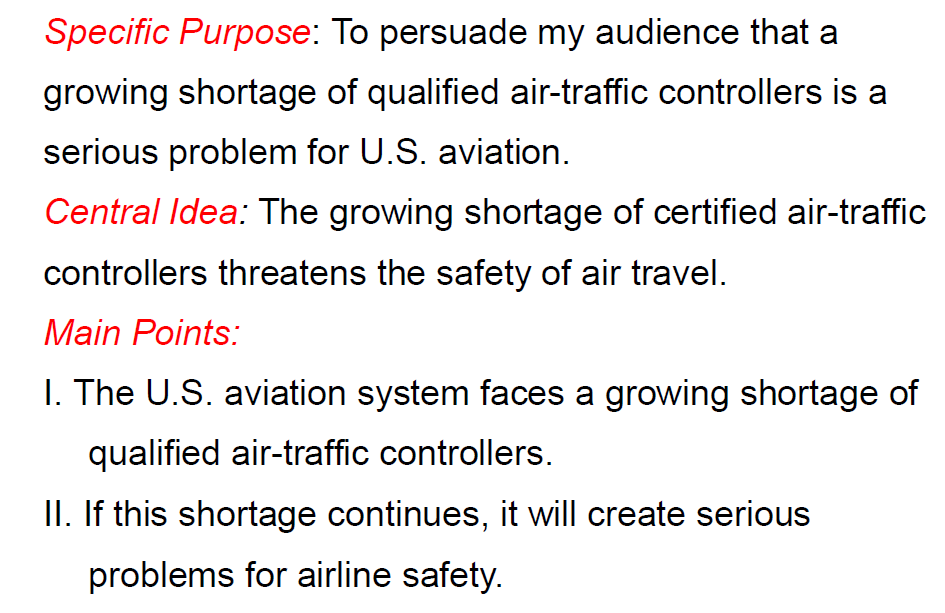 Specific Purpose: To persuade my audience that a
growing shortage of qualified air-traffic controllers is a
serious problem for U.S. aviation.
Central Idea: The growing shortage of certified air-traffic
controllers threatens the safety of air travel.
Main Points:
I. The U.S. aviation system faces a growing shortage of
qualified air-traffic controllers.
II. If this shortage continues, it will create serious
problems for airline safety.